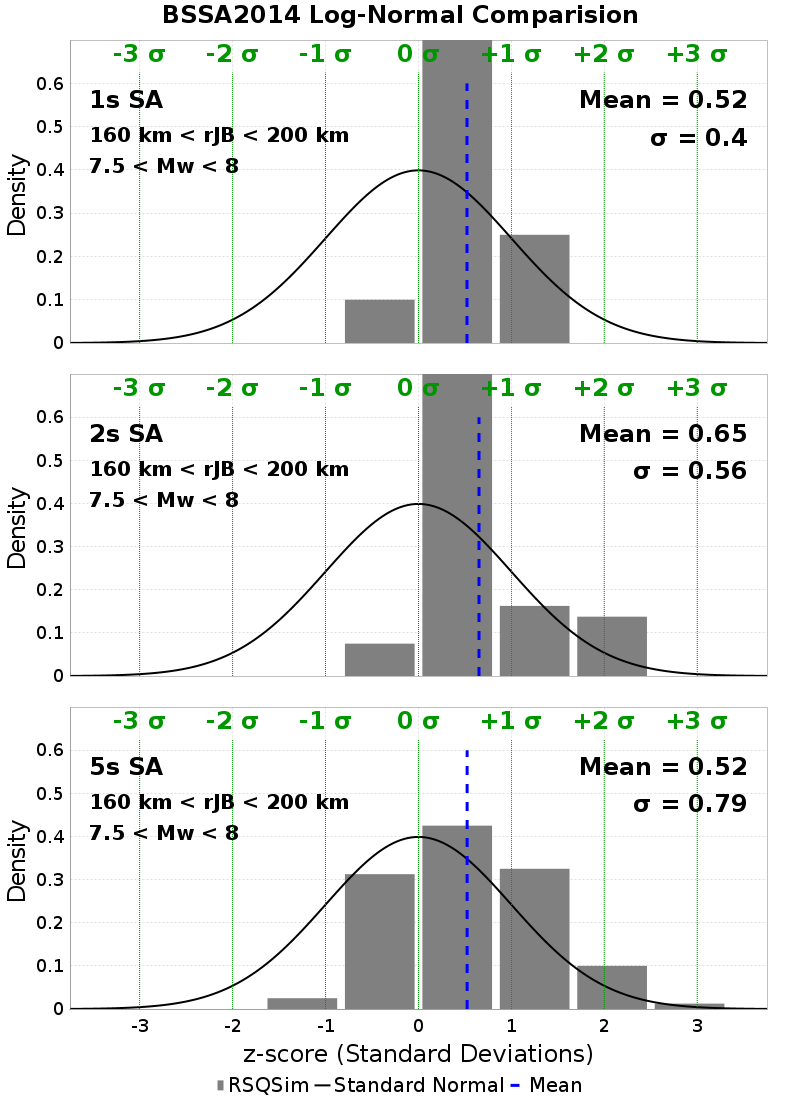 BSSA2014 Log-Normal Comparision
-3 σ -2 σ -1 σ 0 σ +1 σ +2 σ +3 σ
0.6
1s SA Mean = 0.52
0.5
160 km < rJB < 200 km σ = 0.4
7.5 < Mw < 8
0.4
Density
0.3
0.2
0.1
0
-3 σ -2 σ -1 σ 0 σ +1 σ +2 σ +3 σ
0.6
2s SA Mean = 0.65
0.5
160 km < rJB < 200 km σ = 0.56
7.5 < Mw < 8
0.4
Density
0.3
0.2
0.1
0
-3 σ -2 σ -1 σ 0 σ +1 σ +2 σ +3 σ
0.6
5s SA Mean = 0.52
0.5
160 km < rJB < 200 km σ = 0.79
7.5 < Mw < 8
0.4
Density
0.3
0.2
0.1
0
-3 -2 -1 0 1 2 3
z-score (Standard Deviations)
RSQSim Standard Normal Mean